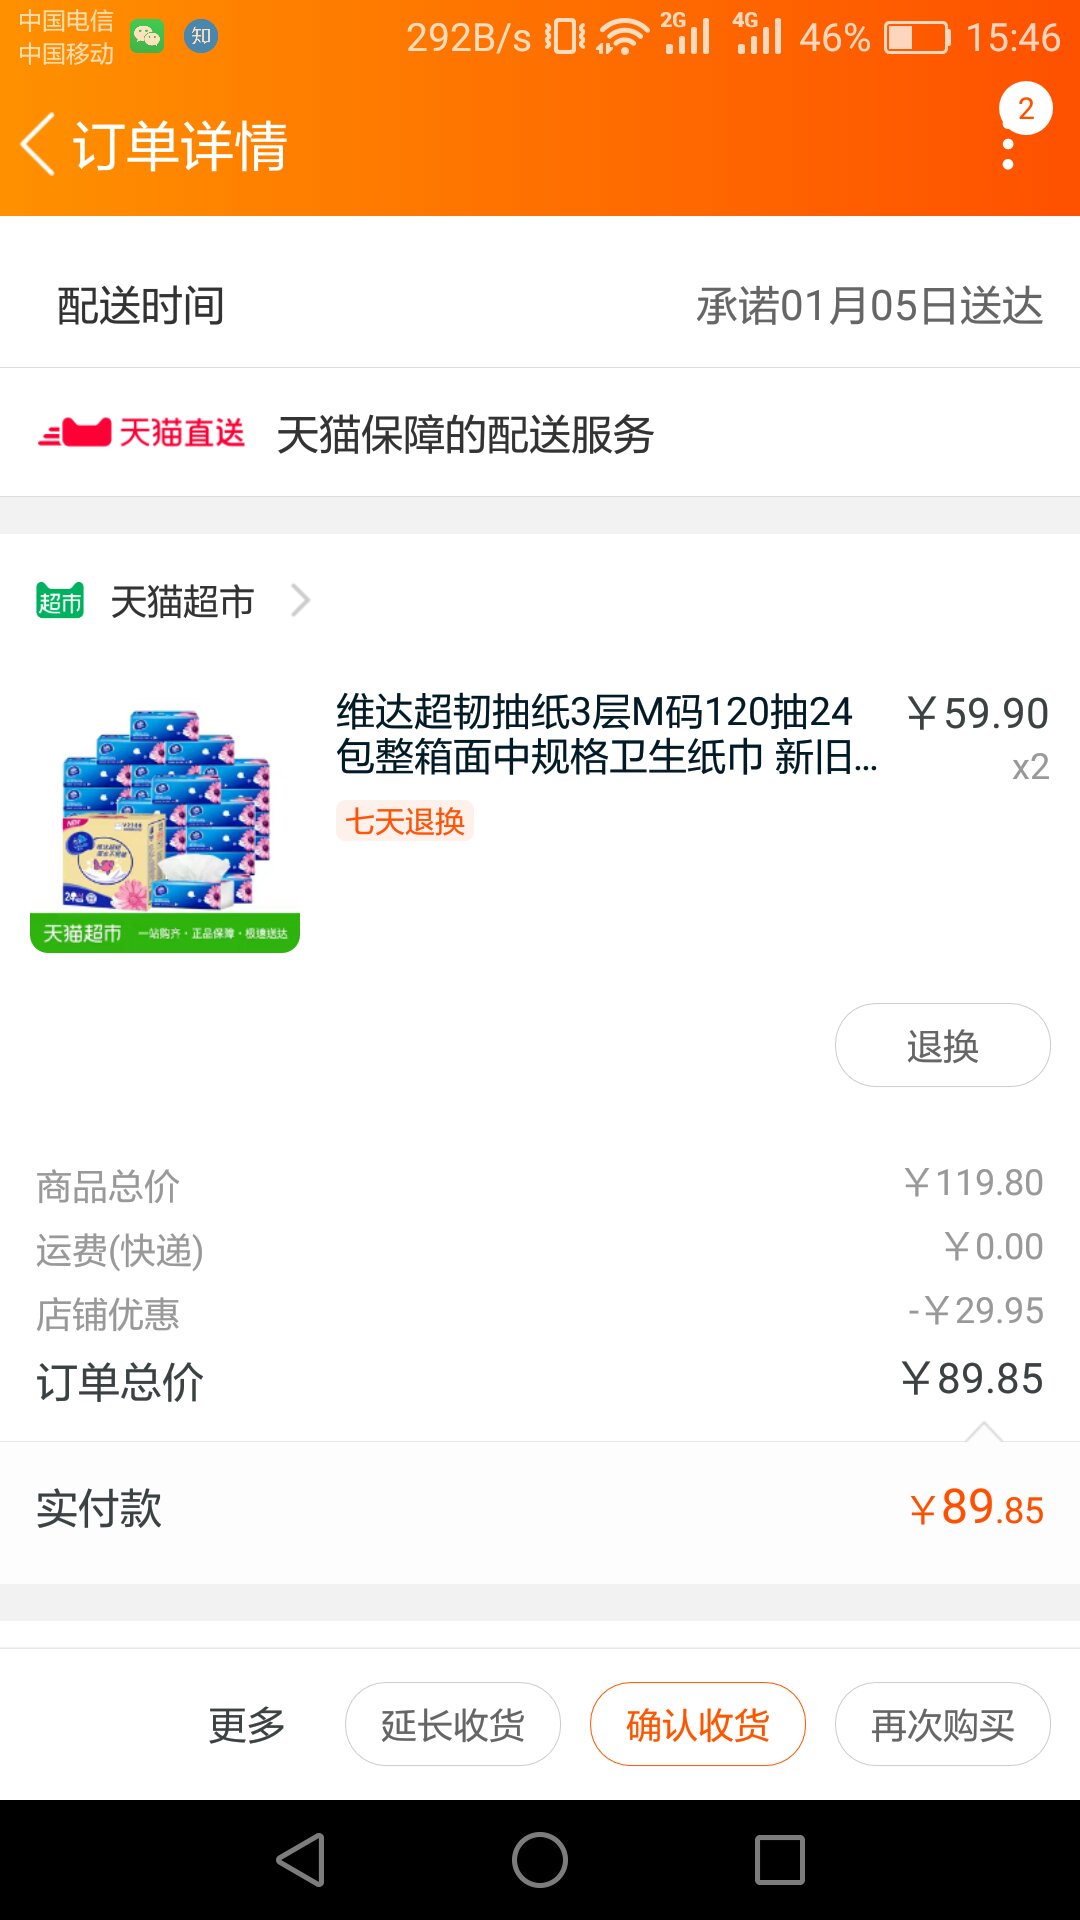 中国电信
中国移动
知
292B/s
2G
4G
46%
15:46
订单详情
2
配送时间
承诺01月05日送达
天猫直送
天猫保障的配送服务
超市
天猫超市
维达超韧抽纸3层M码120抽24
包整箱面中规格卫生纸巾 新旧...
￥59.90
x2
七天退换
天猫超市
一站购齐·正品保障·极速送达
退换
商品总价
￥119.80
运费(快递)
￥0.00
店铺优惠
-￥29.95
订单总价
￥89.85
实付款
￥89.85
更多
延长收货
确认收货
再次购买